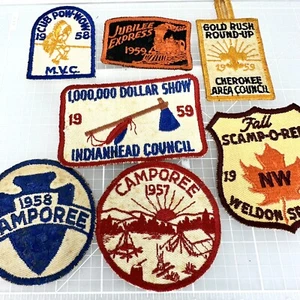 CUB POW-WOW
19 58
M.V.C.
JUBILEE
EXPRESS
1959
GOLD RUSH
ROUND-UP
19 59
CHEROKEE
AREA COUNCIL
1,000,000 DOLLAR SHOW
19 59
INDIANHEAD COUNCIL
Fall
SCAMP-O-REE
19
NW
WELDON
1958
CAMPOREE
CAMPOREE
1957